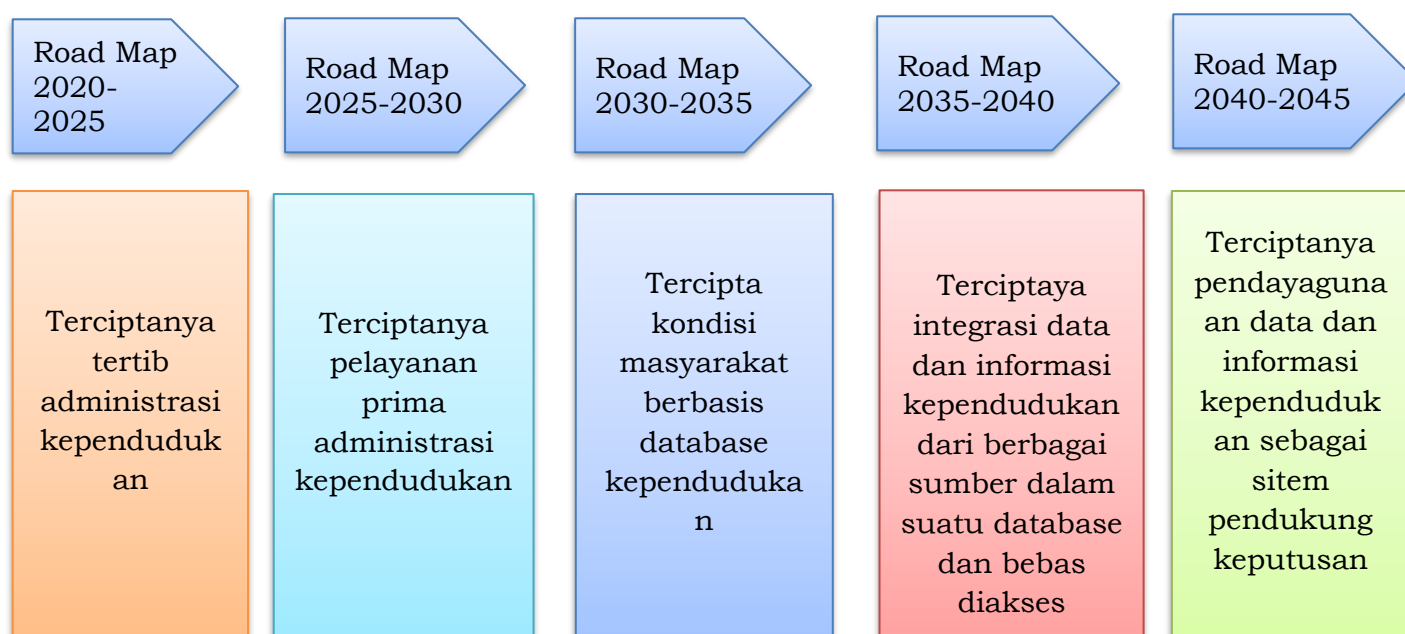 Road Map
2020-
2025
Road Map
2025-2030
Road Map
2030-2035
Road Map
2035-2040
Road Map
2040-2045
Terciptanya
tertib
administrasi
kependuduk
an
Terciptanya
pelayanan
prima
administrasi
kependudukan
Tercipta
kondisi
masyarakat
berbasis
database
kependuduka
n
Terciptaya
integrasi data
dan informasi
kependudukan
dari berbagai
sumber dalam
suatu database
dan bebas
diakses
Terciptanya
pendayaguna
an data dan
informasi
kependuduk
an sebagai
sitem
pendukung
keputusan